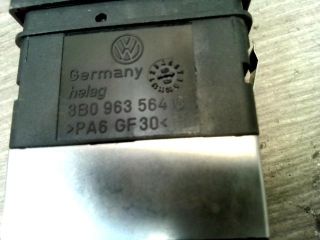 Germany
helag
3B0 963 564
>PA6 GF30<